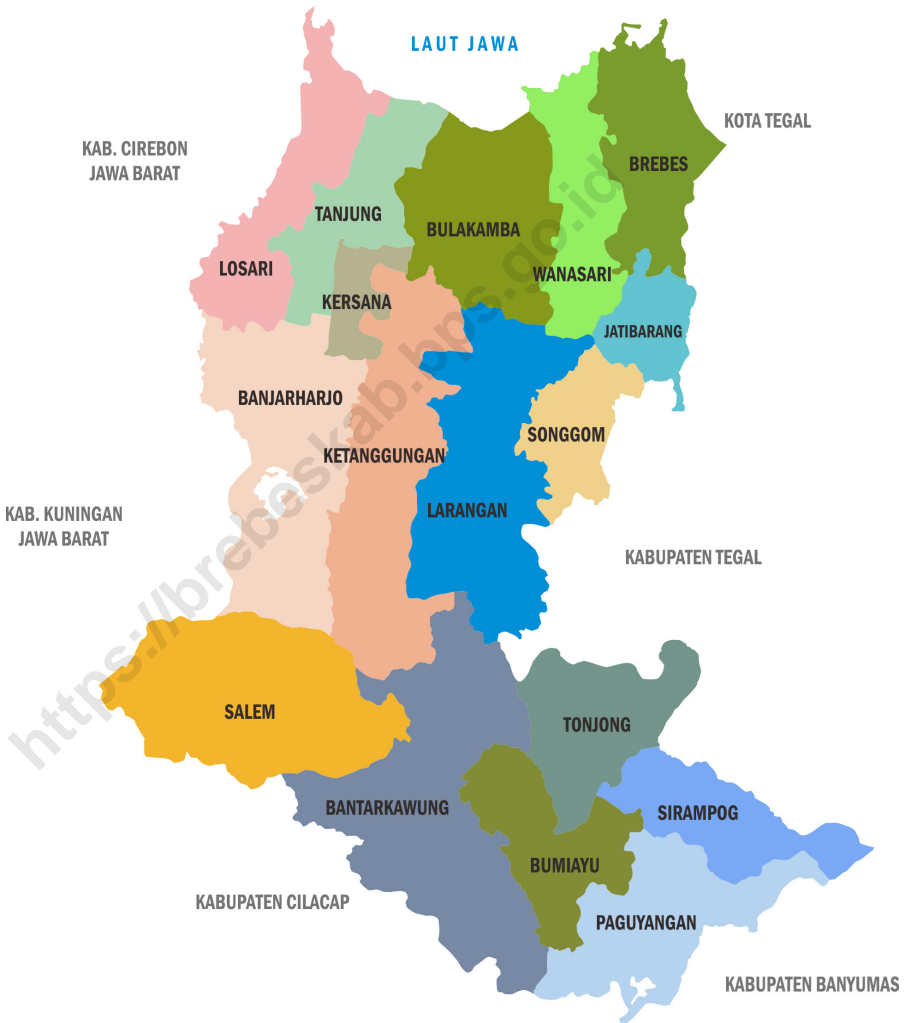 LAUT JAWA
KOTA TEGAL
KAB. CIREBON
JAWA BARAT
BREBES
TANJUNG
BULAKAMBA
LOSARI
WANASARI
KERSANA
JATIBARANG
BANJARHARJO
SONGGOM
KETANGGUNGAN
LARANGAN
KAB. KUNINGAN
JAWA BARAT
KABUPATEN TEGAL
SALEM
TONJONG
BANTARKAWUNG
SIRAMPOG
BUMIAYU
KABUPATEN CILACAP
PAGUYANGAN
KABUPATEN BANYUMAS
https://brebeskab.bps.go.id